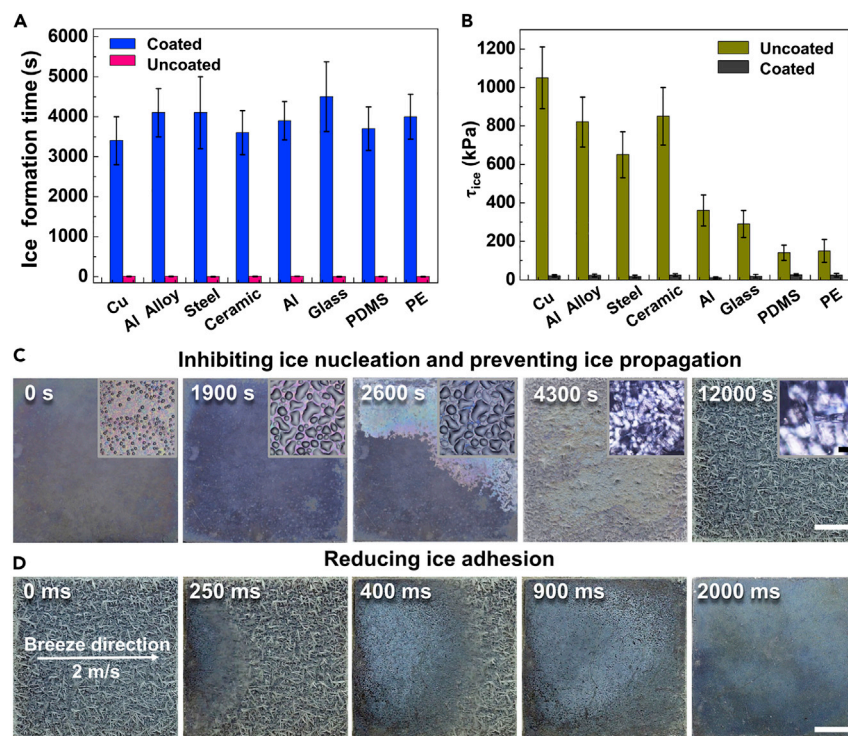 A
Ice formation time (s)
6000
5000
4000
3000
2000
1000
0
Coated
Uncoated
Cu
Al Alloy
Steel
Ceramic
Al
Glass
PDMS
PE
B
τice (kPa)
1200
1000
800
600
400
200
0
Uncoated
Coated
Cu
Al Alloy
Steel
Ceramic
Al
Glass
PDMS
PE
C
Inhibiting ice nucleation and preventing ice propagation
0 s
1900 s
2600 s
4300 s
12000 s
D
Reducing ice adhesion
0 ms
250 ms
400 ms
900 ms
2000 ms
Breeze direction
2 m/s